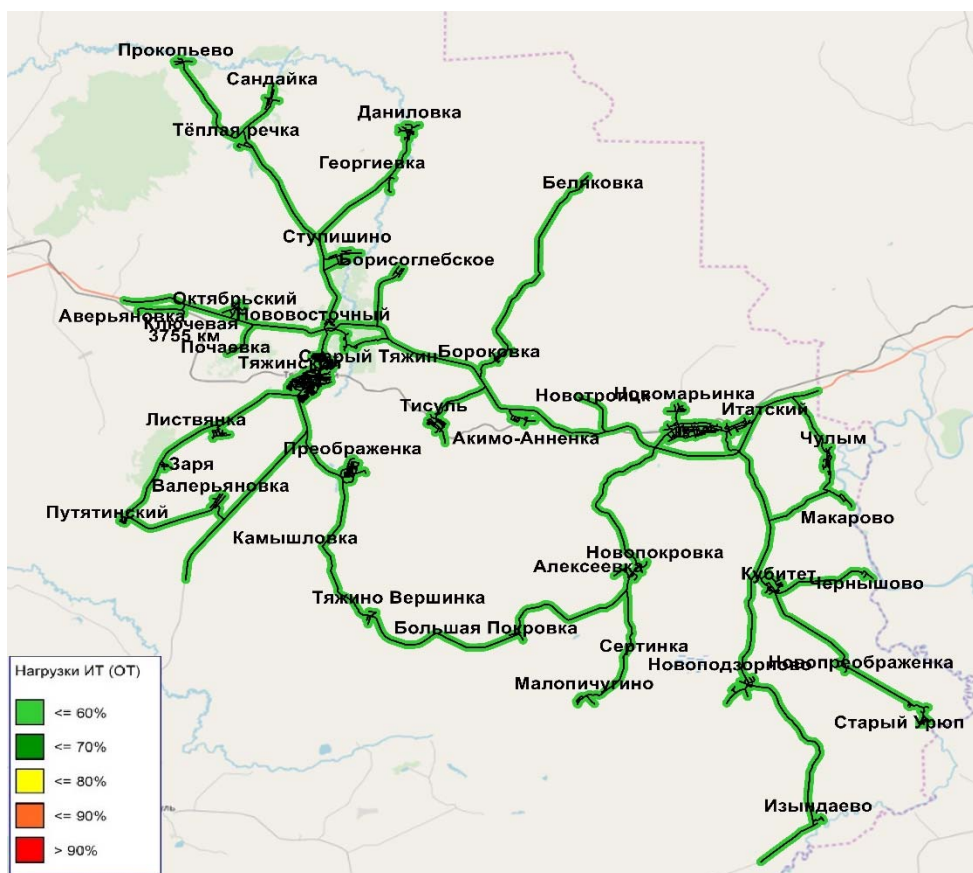 Прокопьево
Сандайка
Даниловка
Тёплая речка
Георгиевка
Беляковка
Ступишино
Борисоглебское
Октябрьский
Нововосточный
Аверьяновка
Ключевая
3755 км
Почаевка
Старый Тяжин
Тяжинский
Бороковка
Новотроицк
Новомарьинка
Итатский
Тисуль
Акимо-Анненка
Листвянка
Преображенка
Чулым
Заря
Валерьяновка
Путятинский
Макарово
Камышловка
Новопокровка
Алексеевка
Кубитет
Чернышово
Тяжино Вершинка
Большая Покровка
Сертинка
Новоподзорново
Новопреображенка
Малопичугино
Старый Урюп
Изындаево
Нагрузки ИТ (ОТ)
<= 60%
<= 70%
<= 80%
<= 90%
> 90%